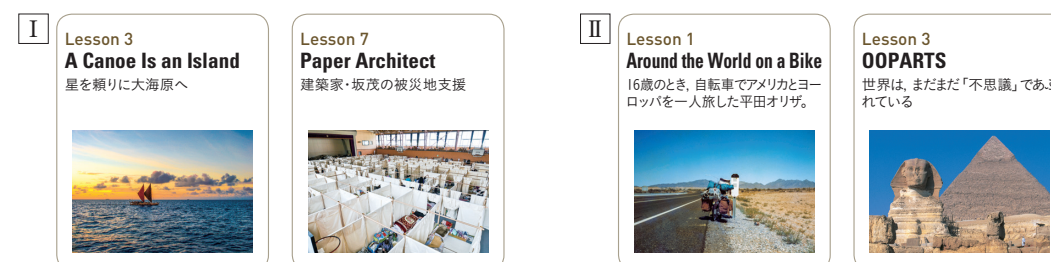 I
Lesson 3
A Canoe Is an Island
星を頼りに大海原へ
Lesson 7
Paper Architect
建築家・坂茂の被災地支援
II
Lesson 1
Around the World on a Bike
16歳のとき，自転車でアメリカとヨー
ロッパを一人旅した平田オリザ。
Lesson 3
OOPARTS
世界は，まだまだ「不思議」であ
れている